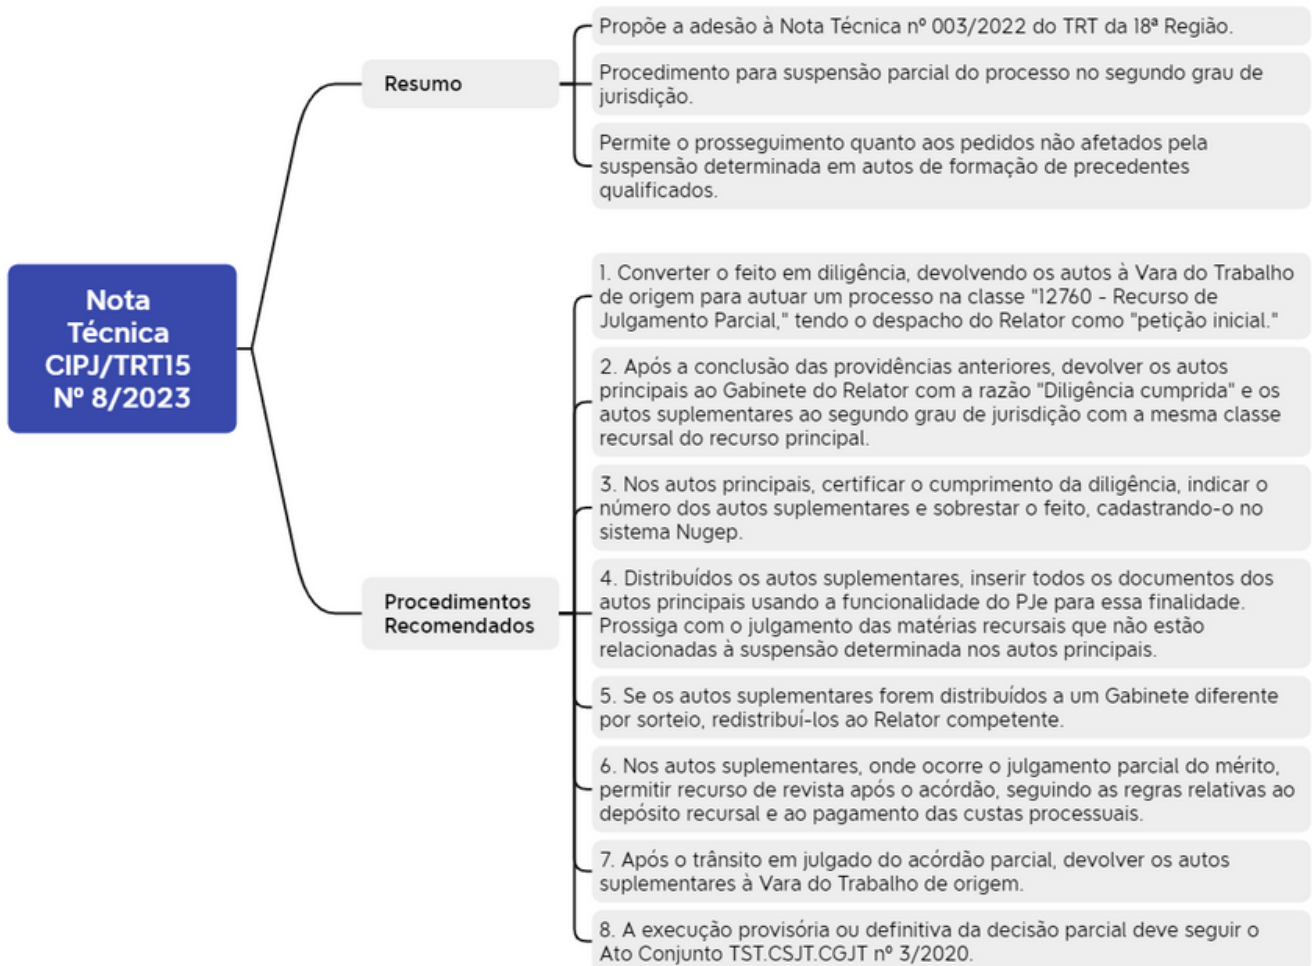 Nota
Técnica
CIPJ/TRT15
Nº 8/2023
Resumo
Propõe a adesão à Nota Técnica nº 003/2022 do TRT da 18ª Região.
Procedimento para suspensão parcial do processo no segundo grau de
jurisdição.
Permite o prosseguimento quanto aos pedidos não afetados pela
suspensão determinada em autos de formação de precedentes
qualificados.
Procedimentos
Recomendados
1. Converter o feito em diligência, devolvendo os autos à Vara do Trabalho
de origem para autuar um processo na classe "12760 - Recurso de
Julgamento Parcial," tendo o despacho do Relator como "petição inicial."
2. Após a conclusão das providências anteriores, devolver os autos
principais ao Gabinete do Relator com a razão "Diligência cumprida" e os
autos suplementares ao segundo grau de jurisdição com a mesma classe
recursal do recurso principal.
3. Nos autos principais, certificar o cumprimento da diligência, indicar o
número dos autos suplementares e sobrestar o feito, cadastrando-o no
sistema Nugep.
4. Distribuídos os autos suplementares, inserir todos os documentos dos
autos principais usando a funcionalidade do PJe para essa finalidade.
Prossiga com o julgamento das matérias recursais que não estão
relacionadas à suspensão determinada nos autos principais.
5. Se os autos suplementares forem distribuídos a um Gabinete diferente
por sorteio, redistribuí-los ao Relator competente.
6. Nos autos suplementares, onde ocorre o julgamento parcial do mérito,
permitir recurso de revista após o acórdão, seguindo as regras relativas ao
depósito recursal e ao pagamento das custas processuais.
7. Após o trânsito em julgado do acórdão parcial, devolver os autos
suplementares à Vara do Trabalho de origem.
8. A execução provisória ou definitiva da decisão parcial deve seguir o
Ato Conjunto TST.CSJT.CGJT nº 3/2020.